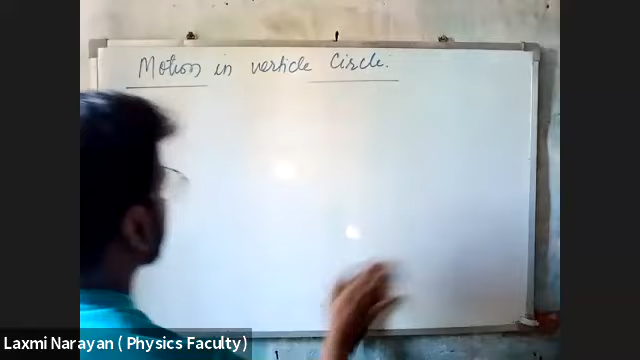 Motion in verticle Circle.
Laxmi Narayan ( Physics Faculty)